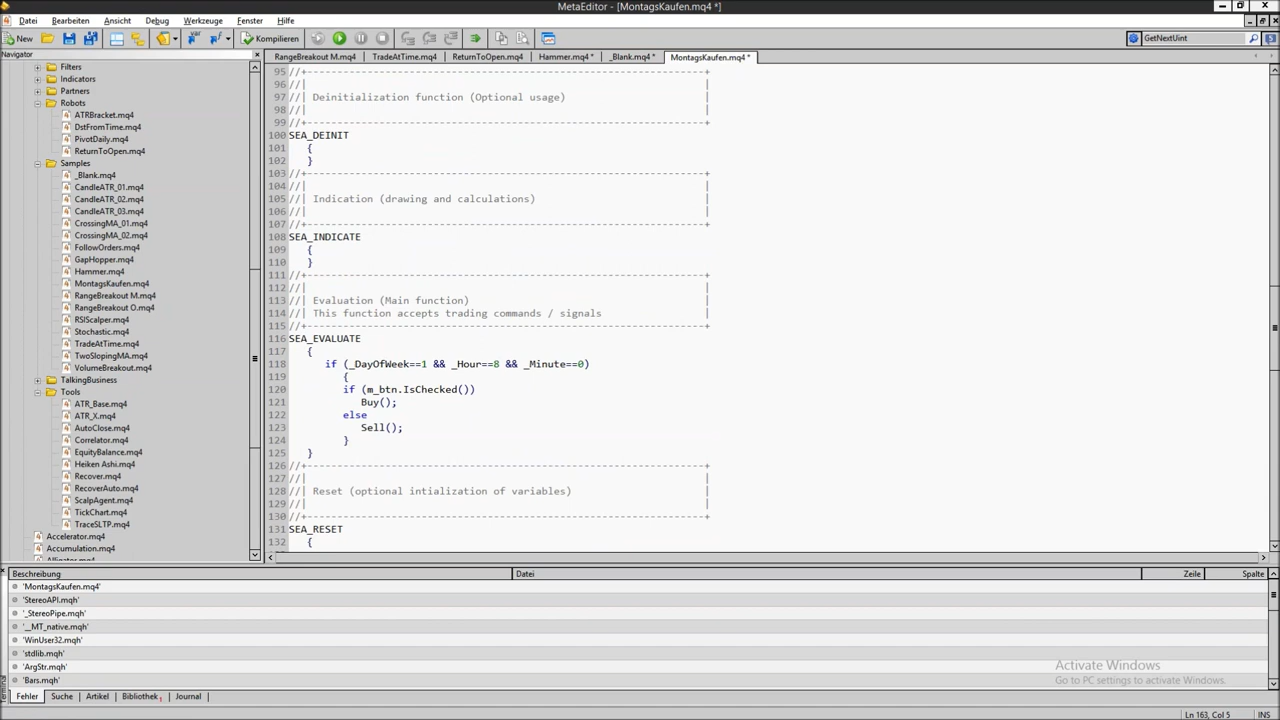 MetaEditor - [MontagsKaufen.mq4 *]
Datei Bearbeiten Ansicht Debug Werkzeuge Fenster Hilfe
New Kompilieren GetNextUint
Navigator
RangeBreakout M.mq4 TradeAtTime.mq4 ReturnToOpen.mq4 Hammer.mq4 * _Blank.mq4 * MontagsKaufen.mq4 *
Filters
Indicators
Partners
Robots
ATRBracket.mq4
DstFromTime.mq4
PivotDaily.mq4
ReturnToOpen.mq4
Samples
_Blank.mq4
CandleATR_01.mq4
CandleATR_02.mq4
CandleATR_03.mq4
CrossingMA_01.mq4
CrossingMA_02.mq4
FollowOrders.mq4
GapHopper.mq4
Hammer.mq4
MontagsKaufen.mq4
RangeBreakout M.mq4
RangeBreakout O.mq4
RSIScalper.mq4
Stochastic.mq4
TradeAtTime.mq4
TwoSlopingMA.mq4
VolumeBreakout.mq4
TalkingBusiness
Tools
ATR_Base.mq4
ATR_X.mq4
AutoClose.mq4
Correlator.mq4
EquityBalance.mq4
Heiken Ashi.mq4
Recover.mq4
RecoverAuto.mq4
ScalpAgent.mq4
TickChart.mq4
TraceSLTP.mq4
Accelerator.mq4
Accumulation.mq4
Alligator.mq4
95 //+------------------------------------------------------------------+
96 //| |
97 //| Deinitialization function (Optional usage) |
98 //| |
99 //+------------------------------------------------------------------+
100 SEA_DEINIT
101 {
102 }
103 //+------------------------------------------------------------------+
104 //| |
105 //| Indication (drawing and calculations) |
106 //| |
107 //+------------------------------------------------------------------+
108 SEA_INDICATE
109 {
110 }
111 //+------------------------------------------------------------------+
112 //| |
113 //| Evaluation (Main function) |
114 //| This function accepts trading commands / signals |
115 //+------------------------------------------------------------------+
116 SEA_EVALUATE
117 {
118 if (_DayOfWeek==1 && _Hour==8 && _Minute==0)
119 {
120 if (m_btn.IsChecked())
121 Buy();
122 else
123 Sell();
124 }
125 }
126 //+------------------------------------------------------------------+
127 //| |
128 //| Reset (optional intialization of variables) |
129 //| |
130 //+------------------------------------------------------------------+
131 SEA_RESET
132 {
Beschreibung Datei Zeile Spalte
'MontagsKaufen.mq4'
'StereoAPI.mqh'
'_StereoPipe.mqh'
'__MT_native.mqh'
'WinUser32.mqh'
'stdlib.mqh'
'ArgStr.mqh'
'Bars.mqh'
Activate Windows
Go to PC settings to activate Windows.
Fehler Suche Artikel Bibliothek Journal
Ln 163, Col 5 INS